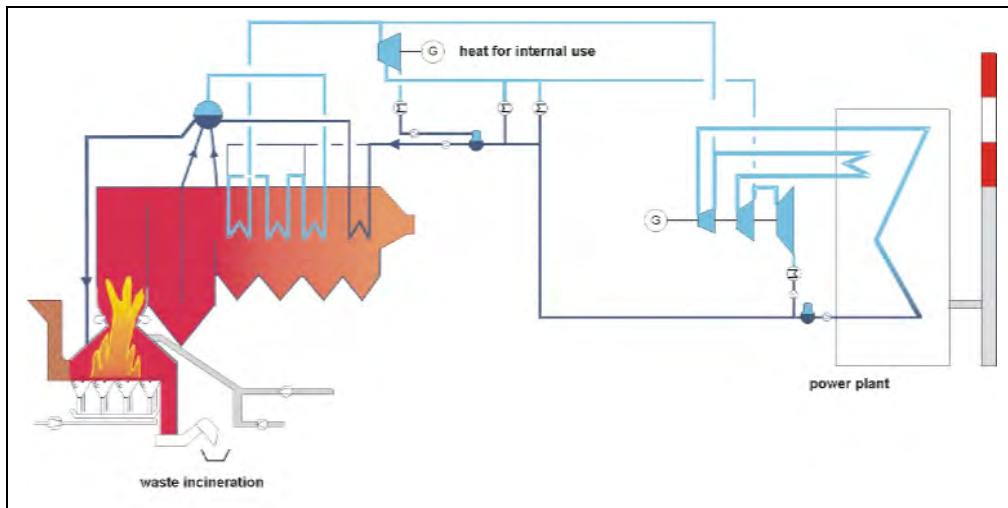 G
heat for internal use
G
power plant
waste incineration